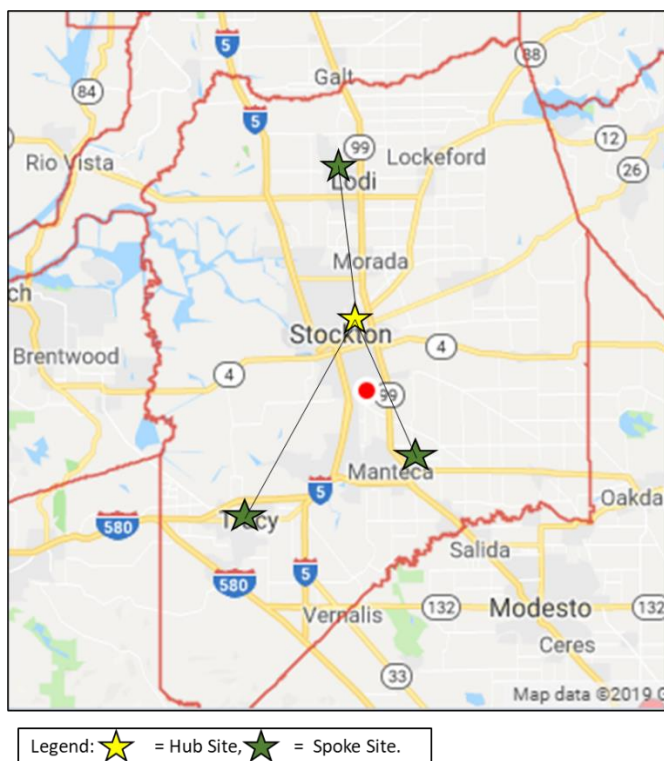 5
88
Galt
84
5
99
Lockeford
12
Rio Vista
26
Lodi
Morada
ch
Stockton
Brentwood
4
4
99
Manteca
5
Oakda
Tracy
580
Salida
580
5
Vernalis
132
Modesto
132
Ceres
33
Map data ©2019 G
Legend: = Hub Site, = Spoke Site.